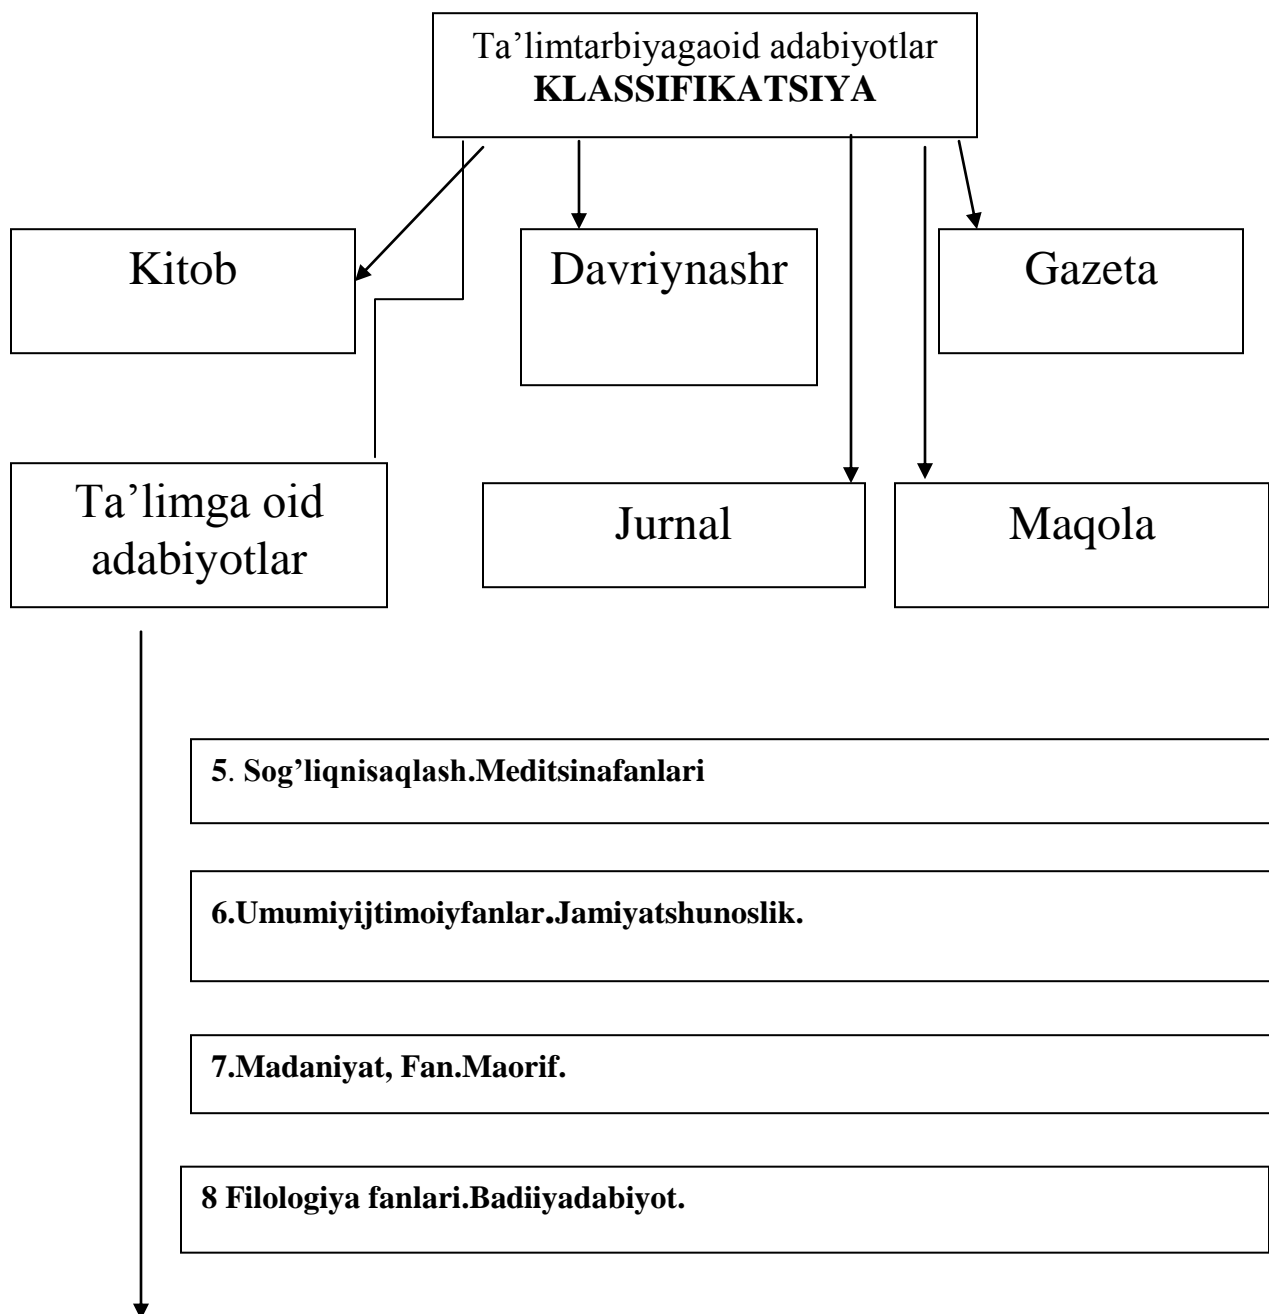 Ta’limtarbiyagaoid adabiyotlar
KLASSIFIKATSIYA
Kitob
Davriynashr
Gazeta
Ta’limga oid
adabiyotlar
Jurnal
Maqola
5. Sog’liqnisaqlash.Meditsinafanlari
6.Umumiyijtimoiyfanlar.Jamiyatshunoslik.
7.Madaniyat, Fan.Maorif.
8 Filologiya fanlari.Badiiyadabiyot.